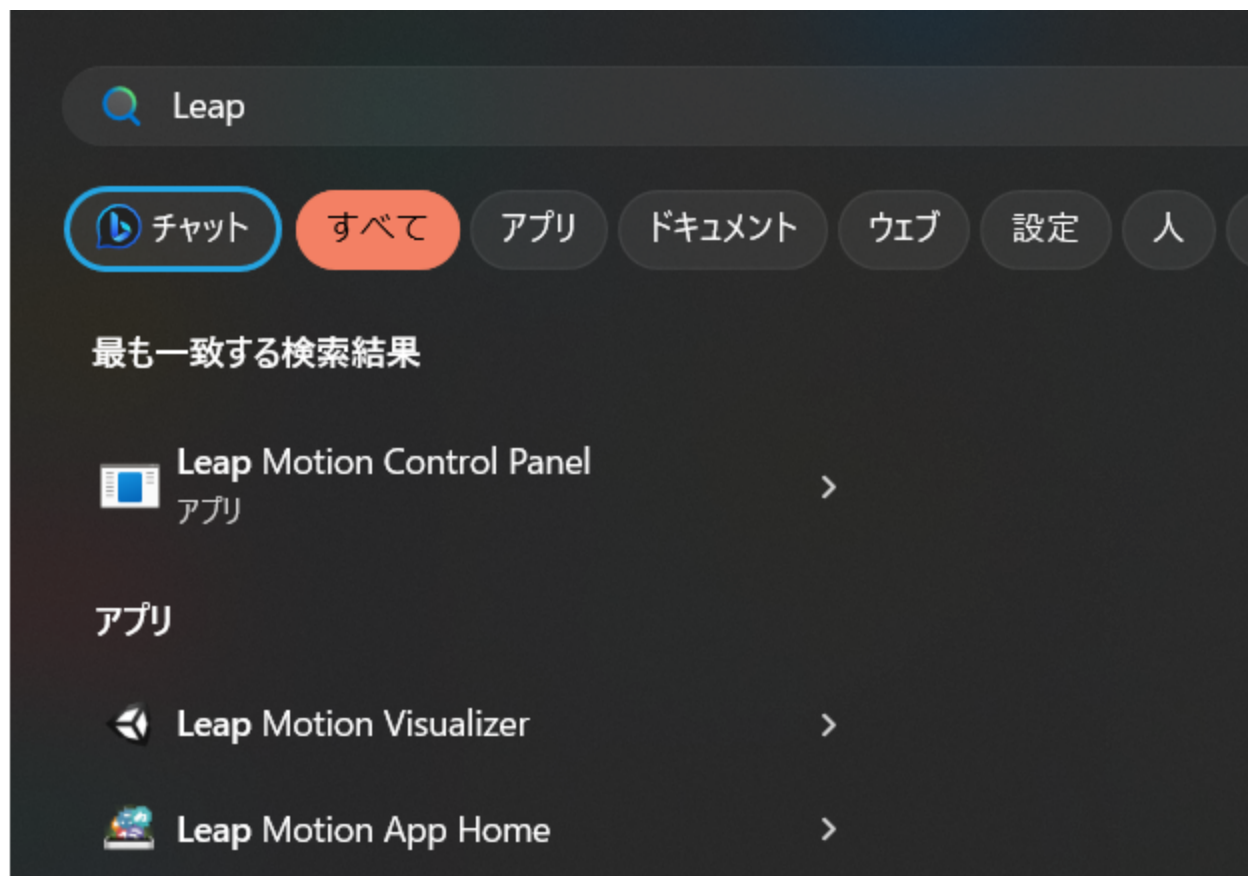 Leap
チャット すべて アプリ ドキュメント ウェブ 設定 人
最も一致する検索結果
Leap Motion Control Panel
アプリ
アプリ
Leap Motion Visualizer
Leap Motion App Home